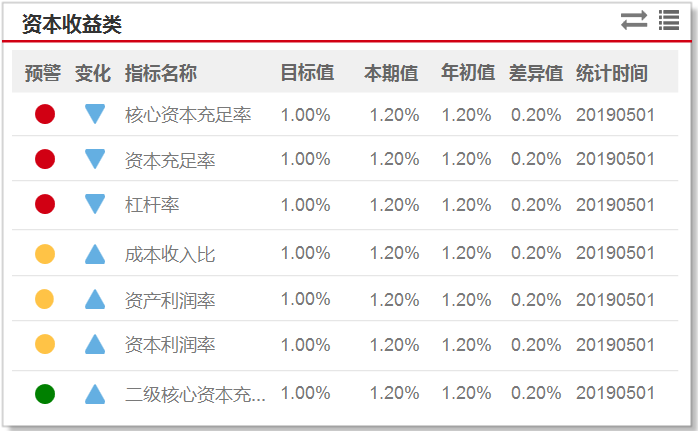 资本收益类
预警 变化 指标名称 目标值 本期值 年初值 差异值 统计时间
核心资本充足率 1.00% 1.20% 1.20% 0.20% 20190501
资本充足率 1.00% 1.20% 1.20% 0.20% 20190501
杠杆率 1.00% 1.20% 1.20% 0.20% 20190501
成本收入比 1.00% 1.20% 1.20% 0.20% 20190501
资产利润率 1.00% 1.20% 1.20% 0.20% 20190501
资本利润率 1.00% 1.20% 1.20% 0.20% 20190501
二级核心资本充... 1.00% 1.20% 1.20% 0.20% 20190501